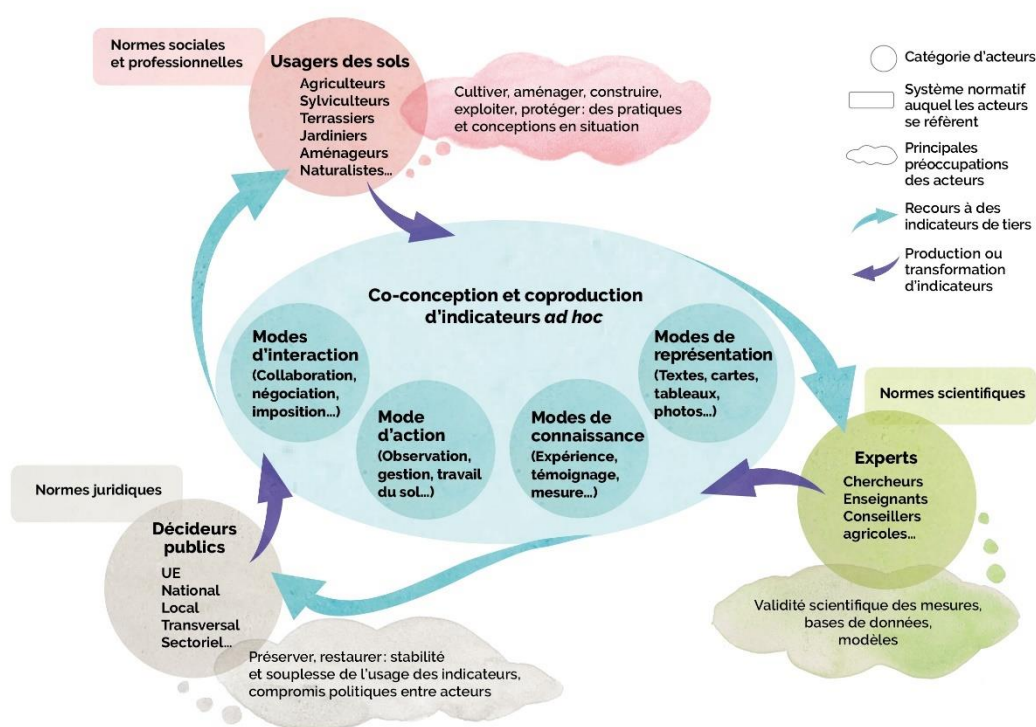 Normes sociales
et professionnelles
Usagers des sols
Agriculteurs
Sylviculteurs
Terrassiers
Jardiniers
Aménageurs
Naturalistes...
Cultiver, aménager, construire,
exploiter, protéger : des pratiques
et conceptions en situation
Catégorie d'acteurs
Système normatif
auquel les acteurs
se réfèrent
Principales
préoccupations
des acteurs
Recours à des
indicateurs de tiers
Production ou
transformation
d'indicateurs
Co-conception et coproduction
d'indicateurs ad hoc
Modes
d'interaction
(Collaboration,
négociation,
imposition...)
Mode
d'action
(Observation,
gestion, travail
du sol...)
Modes de
connaissance
(Expérience,
témoignage,
mesure...)
Modes de
représentation
(Textes, cartes,
tableaux,
photos...)
Normes scientifiques
Experts
Chercheurs
Enseignants
Conseillers
agricoles...
Validité scientifique des mesures,
bases de données,
modèles
Normes juridiques
Décideurs
publics
UE
National
Local
Transversal
Sectoriel...
Préserver, restaurer : stabilité
et souplesse de l'usage des indicateurs,
compromis politiques entre acteurs